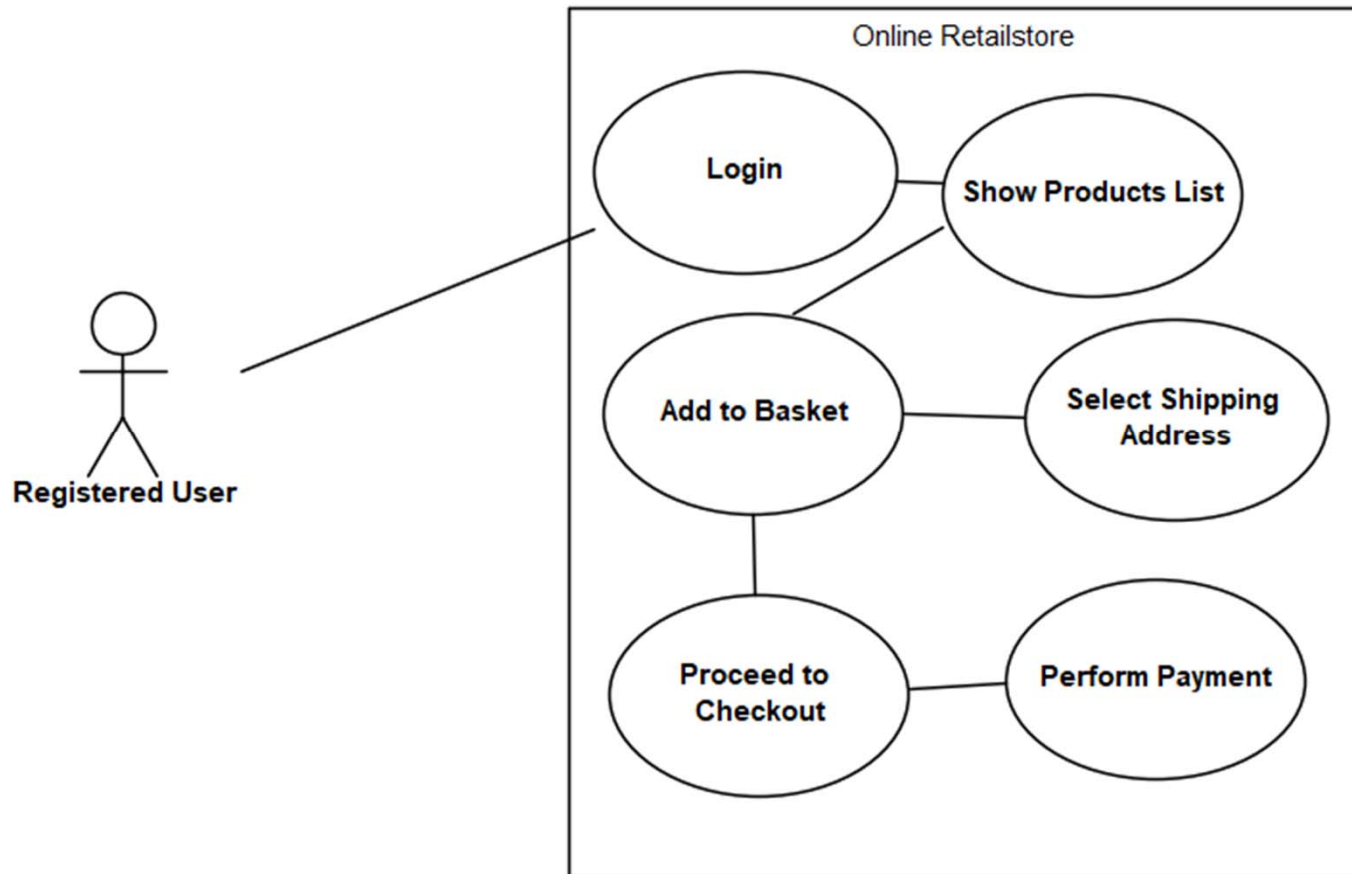 Online Retailstore
Login
Show Products List
Add to Basket
Select Shipping
Address
Registered User
Proceed to
Checkout
Perform Payment